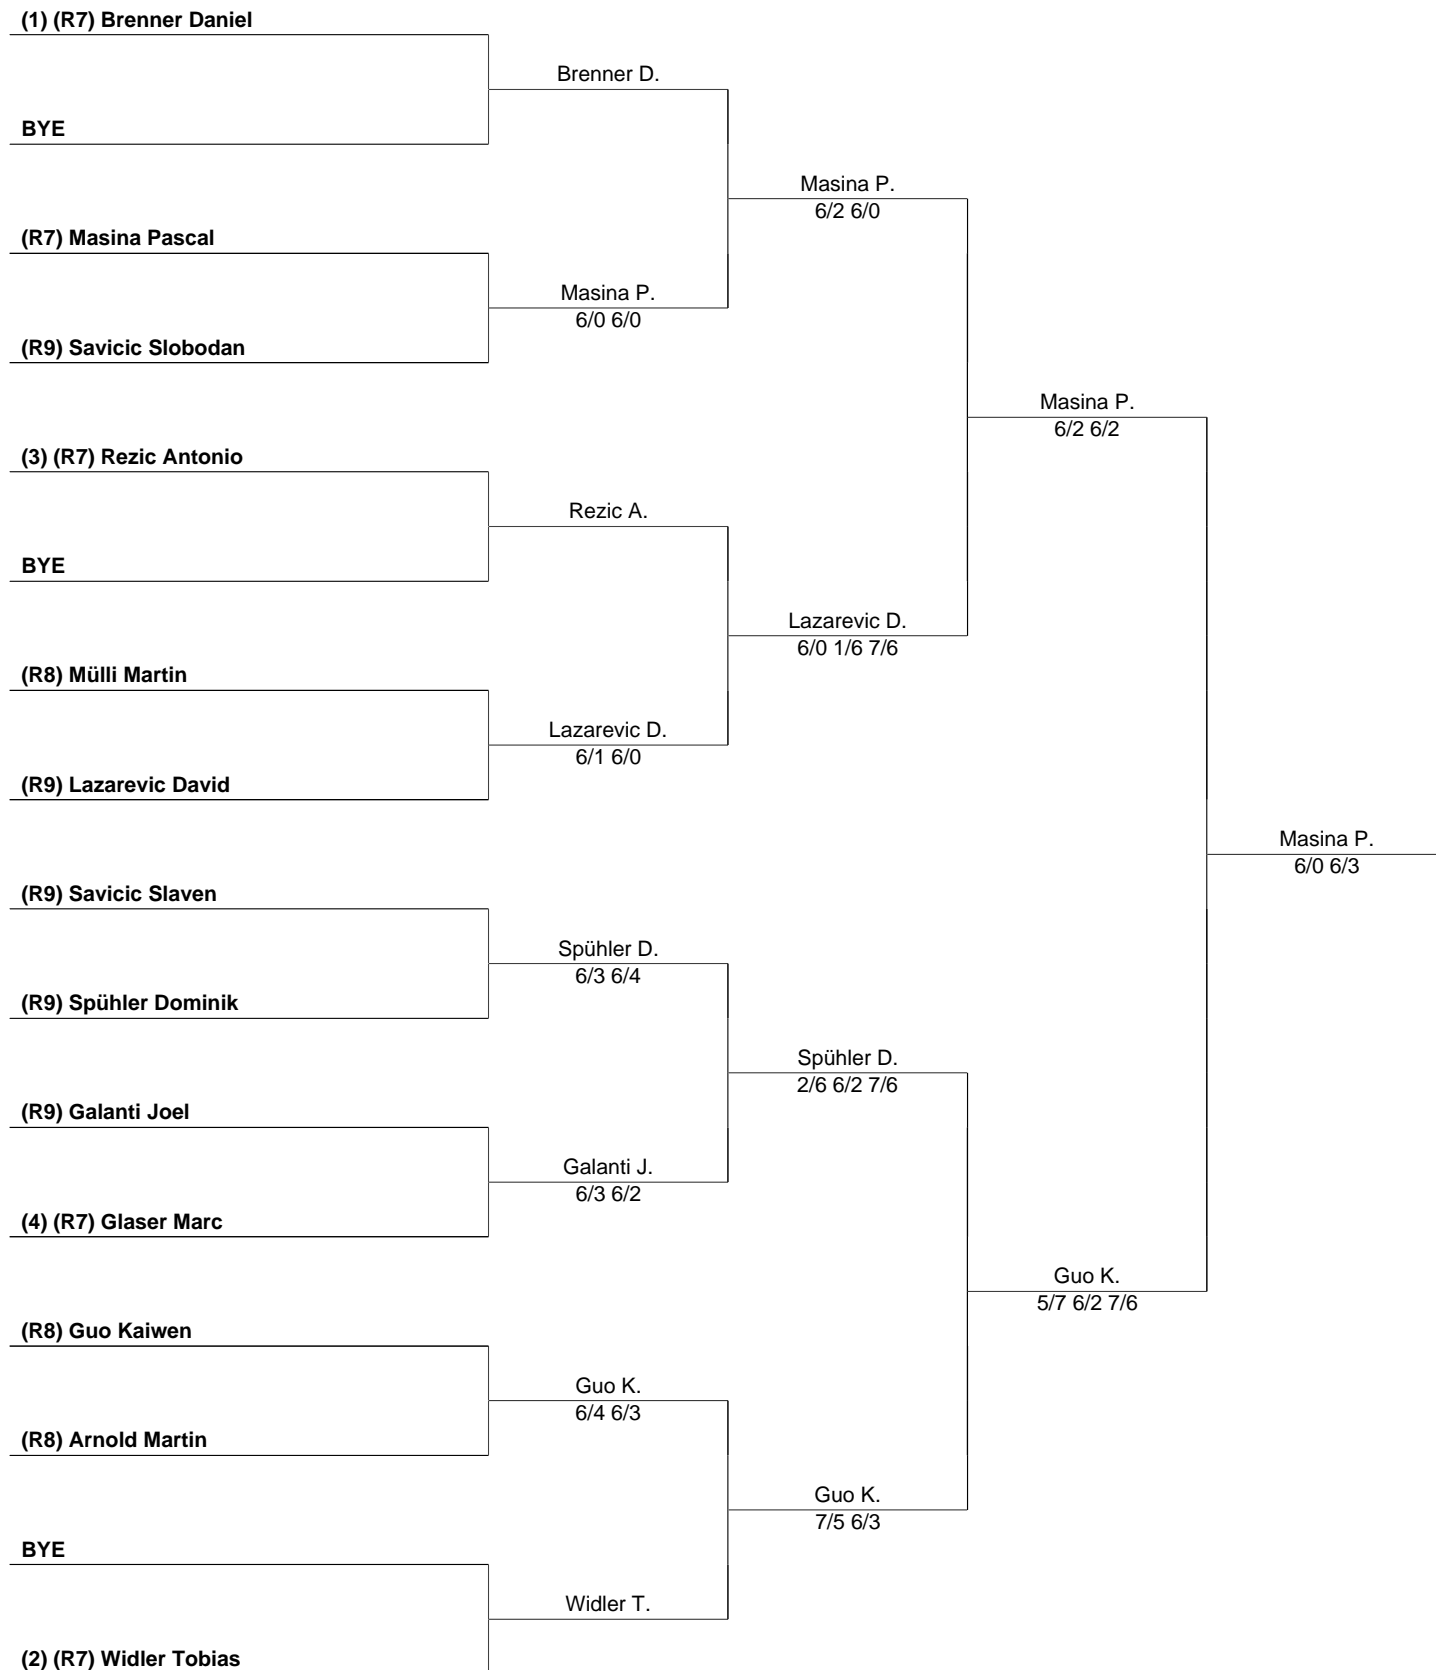 (1) (R7) Brenner Daniel
Brenner D.
BYE
Masina P.
6/2 6/0
(R7) Masina Pascal
Masina P.
6/0 6/0
(R9) Savicic Slobodan
Masina P.
6/2 6/2
(3) (R7) Rezic Antonio
Rezic A.
BYE
Lazarevic D.
6/0 1/6 7/6
(R8) Mülli Martin
Lazarevic D.
6/1 6/0
(R9) Lazarevic David
Masina P.
6/0 6/3
(R9) Savicic Slaven
Spühler D.
6/3 6/4
(R9) Spühler Dominik
Spühler D.
2/6 6/2 7/6
(R9) Galanti Joel
Galanti J.
6/3 6/2
(4) (R7) Glaser Marc
Guo K.
5/7 6/2 7/6
(R8) Guo Kaiwen
Guo K.
6/4 6/3
(R8) Arnold Martin
Guo K.
7/5 6/3
BYE
Widler T.
(2) (R7) Widler Tobias